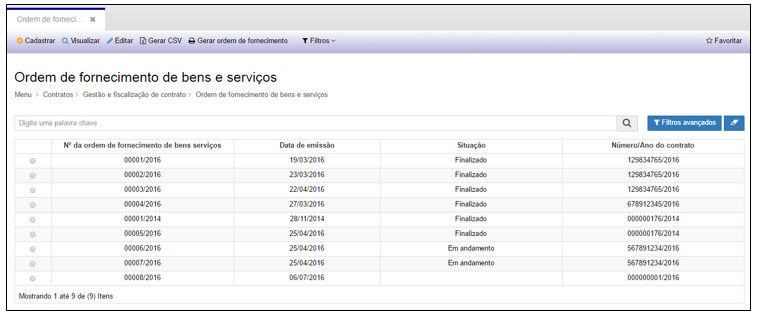 Ordem de forneci... ✖
Cadastrar Visualizar Editar Gerar CSV Gerar ordem de fornecimento Filtros Favoritar
Ordem de fornecimento de bens e serviços
Menu > Contratos > Gestão e fiscalização de contrato > Ordem de fornecimento de bens e serviços
Digite uma palavra chave Filtros avançados
Nº da ordem de fornecimento de bens serviços Data de emissão Situação Número/Ano do contrato
00001/2016 19/03/2016 Finalizado 129834765/2016
00002/2016 23/03/2016 Finalizado 129834765/2016
00003/2016 22/04/2016 Finalizado 129834765/2016
00004/2016 27/03/2016 Finalizado 678912345/2016
00001/2014 28/11/2014 Finalizado 000000176/2014
00005/2016 25/04/2016 Finalizado 000000176/2014
00006/2016 25/04/2016 Em andamento 567891234/2016
00007/2016 25/04/2016 Em andamento 567891234/2016
00008/2016 06/07/2016 000000001/2016
Mostrando 1 até 9 de (9) Itens